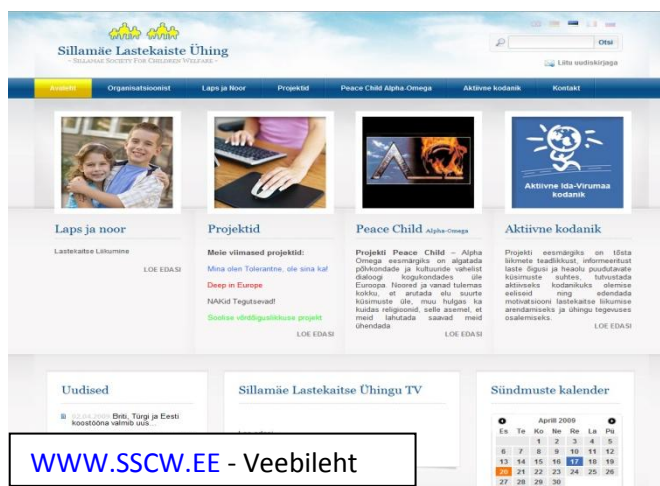 Sillamäe Lastekaiste Ühing
- SILLAMAE SOCIETY FOR CHILDREN WELFARE -
Otsi
Liitu uudiskirjaga
Avaleht Organisatsioonist Laps ja Noor Projektid Peace Child Alpha-Omega Aktiivne kodanik Kontakt
Aktiivne Ida-Virumaa
kodanik
Laps ja noor
Lastekaitse Liikumine
LOE EDASI
Projektid
Meie viimased projektid:
Mina olen Tolerantne, ole sina ka!
Deep in Europe
NAKid Tegutsevad!
Soolise võrdõiguslikkuse projekt
LOE EDASI
Peace Child Alpha-Omega
Projekti Peace Child – Alpha
Omega eesmärgiks on algatada
põlvkondade ja kultuuride vahelist
dialoogi kogukondades üle
Euroopa. Noored ja vanad tulemas
kokku, et arutada elu suurte
küsimuste üle, muu hulgas ka
kuidas religioonid, selle asemel, et
meid lahutada saavad meid
ühendada.
LOE EDASI
Aktiivne kodanik
Projekti eesmärgiks on tõsta
liikmete teadlikkust, informeeritust
laste õigusi ja heaolu puudutavate
küsimuste suhtes, tutvustada
aktiivseks kodanikuks olemise
eeliseid ning edendada
motivatsiooni lastekaitse liikumise
arendamiseks ja ühingu tegevuses
osalemiseks.
LOE EDASI
Uudised
02.04.2009 Briti, Türgi ja Eesti
koostööna valmib uus...
Sillamäe Lastekaitse Ühingu TV
Sündmuste kalender
Aprill 2009
Es Te Ko Ne Re La Pü
1 2 3 4 5
6 7 8 9 10 11 12
13 14 15 16 17 18 19
20 21 22 23 24 25 26
27 28 29 30
WWW.SSCW.EE - Veebileht